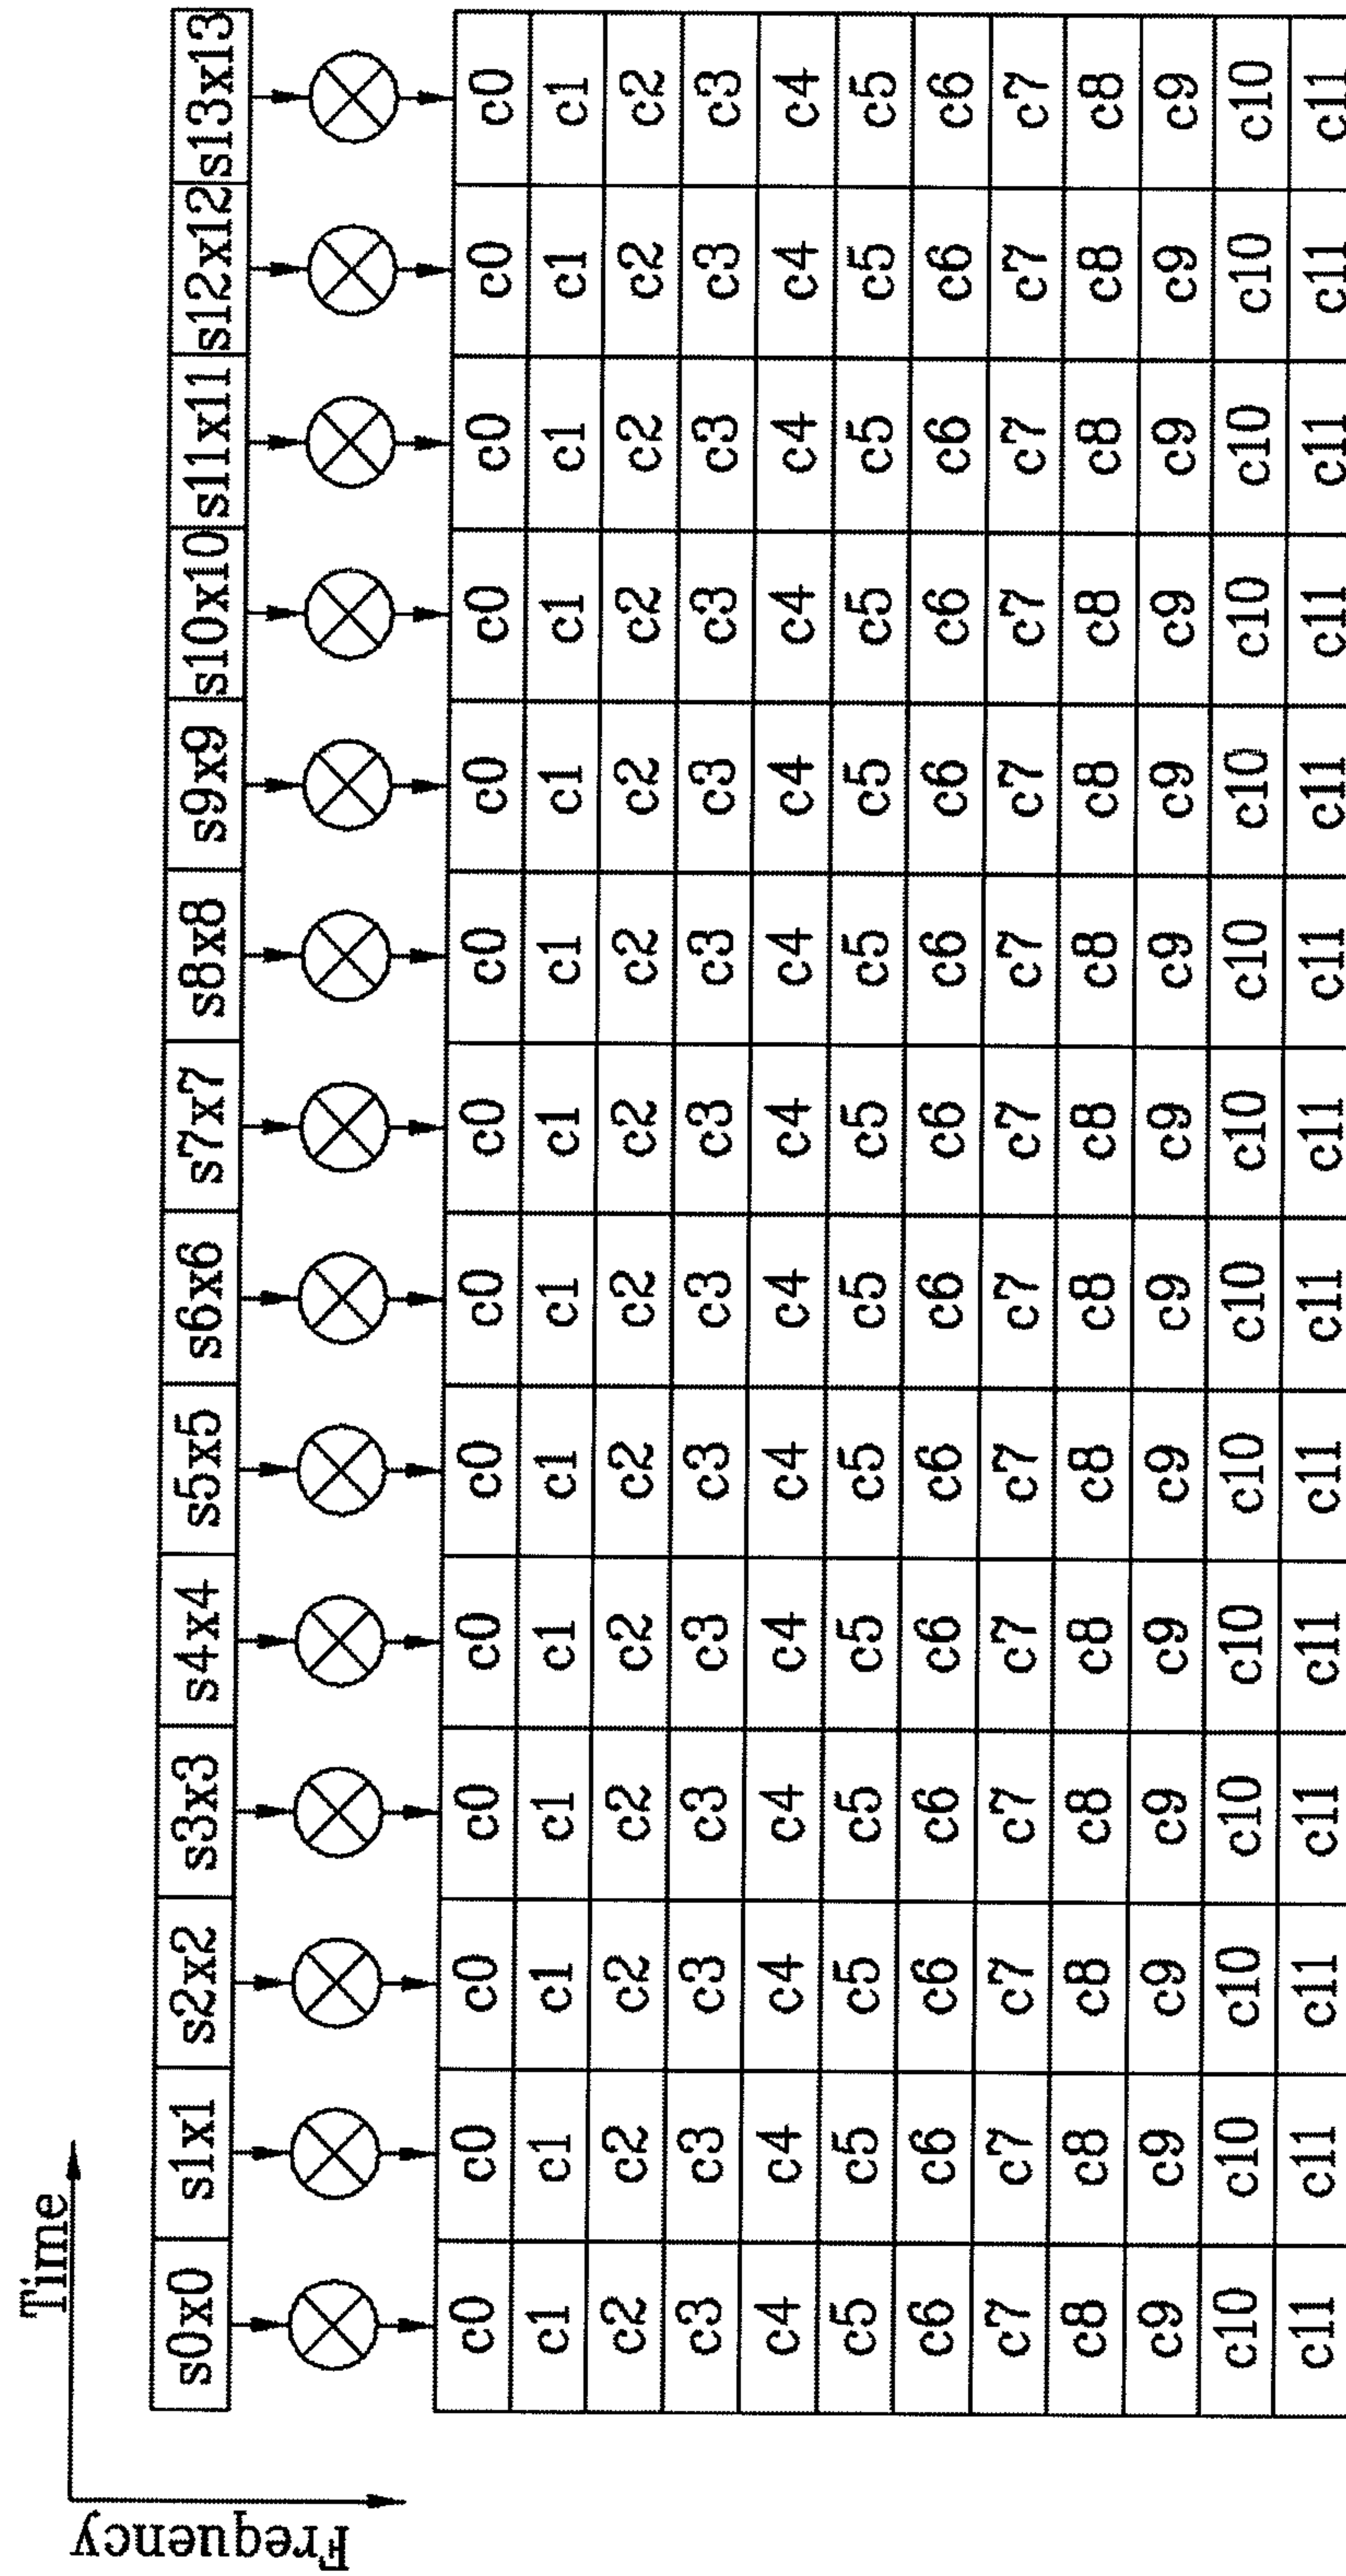 Time
Frequency
s0x0 s1x1 s2x2 s3x3 s4x4 s5x5 s6x6 s7x7 s8x8 s9x9 s10x10 s11x11 s12x12 s13x13
c0 c0 c0 c0 c0 c0 c0 c0 c0 c0 c0 c0 c0 c0
c1 c1 c1 c1 c1 c1 c1 c1 c1 c1 c1 c1 c1 c1
c2 c2 c2 c2 c2 c2 c2 c2 c2 c2 c2 c2 c2 c2
c3 c3 c3 c3 c3 c3 c3 c3 c3 c3 c3 c3 c3 c3
c4 c4 c4 c4 c4 c4 c4 c4 c4 c4 c4 c4 c4 c4
c5 c5 c5 c5 c5 c5 c5 c5 c5 c5 c5 c5 c5 c5
c6 c6 c6 c6 c6 c6 c6 c6 c6 c6 c6 c6 c6 c6
c7 c7 c7 c7 c7 c7 c7 c7 c7 c7 c7 c7 c7 c7
c8 c8 c8 c8 c8 c8 c8 c8 c8 c8 c8 c8 c8 c8
c9 c9 c9 c9 c9 c9 c9 c9 c9 c9 c9 c9 c9 c9
c10 c10 c10 c10 c10 c10 c10 c10 c10 c10 c10 c10 c10 c10
c11 c11 c11 c11 c11 c11 c11 c11 c11 c11 c11 c11 c11 c11